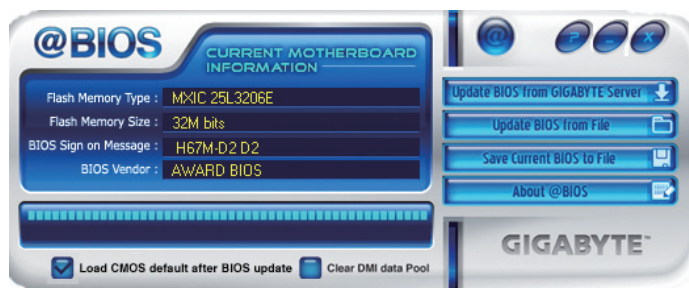 @BIOS
CURRENT MOTHERBOARD
INFORMATION
Flash Memory Type : MXIC 25L3206E
Flash Memory Size : 32M bits
BIOS Sign on Message : H67M-D2 D2
BIOS Vendor : AWARD BIOS
Load CMOS default after BIOS update
Clear DMI data Pool
@
? _ X
Update BIOS from GIGABYTE Server
Update BIOS from File
Save Current BIOS to File
About @BIOS
GIGABYTE™